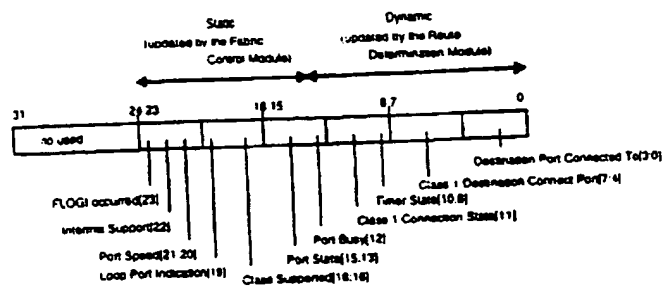 Static
(updated by the Fabric
Control Module)
Dynamic
(updated by the Route
Determination Module)
31
24 23
16 15
8 7
0
no used
Destination Port Connected To[3:0]
Class 1 Destination Connect Port[7:4]
Timer State[10:8]
Class 1 Connection State[11]
Port Busy[12]
Port State[15:13]
Class Supported[18:16]
Loop Port Indication[19]
Port Speed[21:20]
Intermix Support[22]
FLOGI occurred[23]